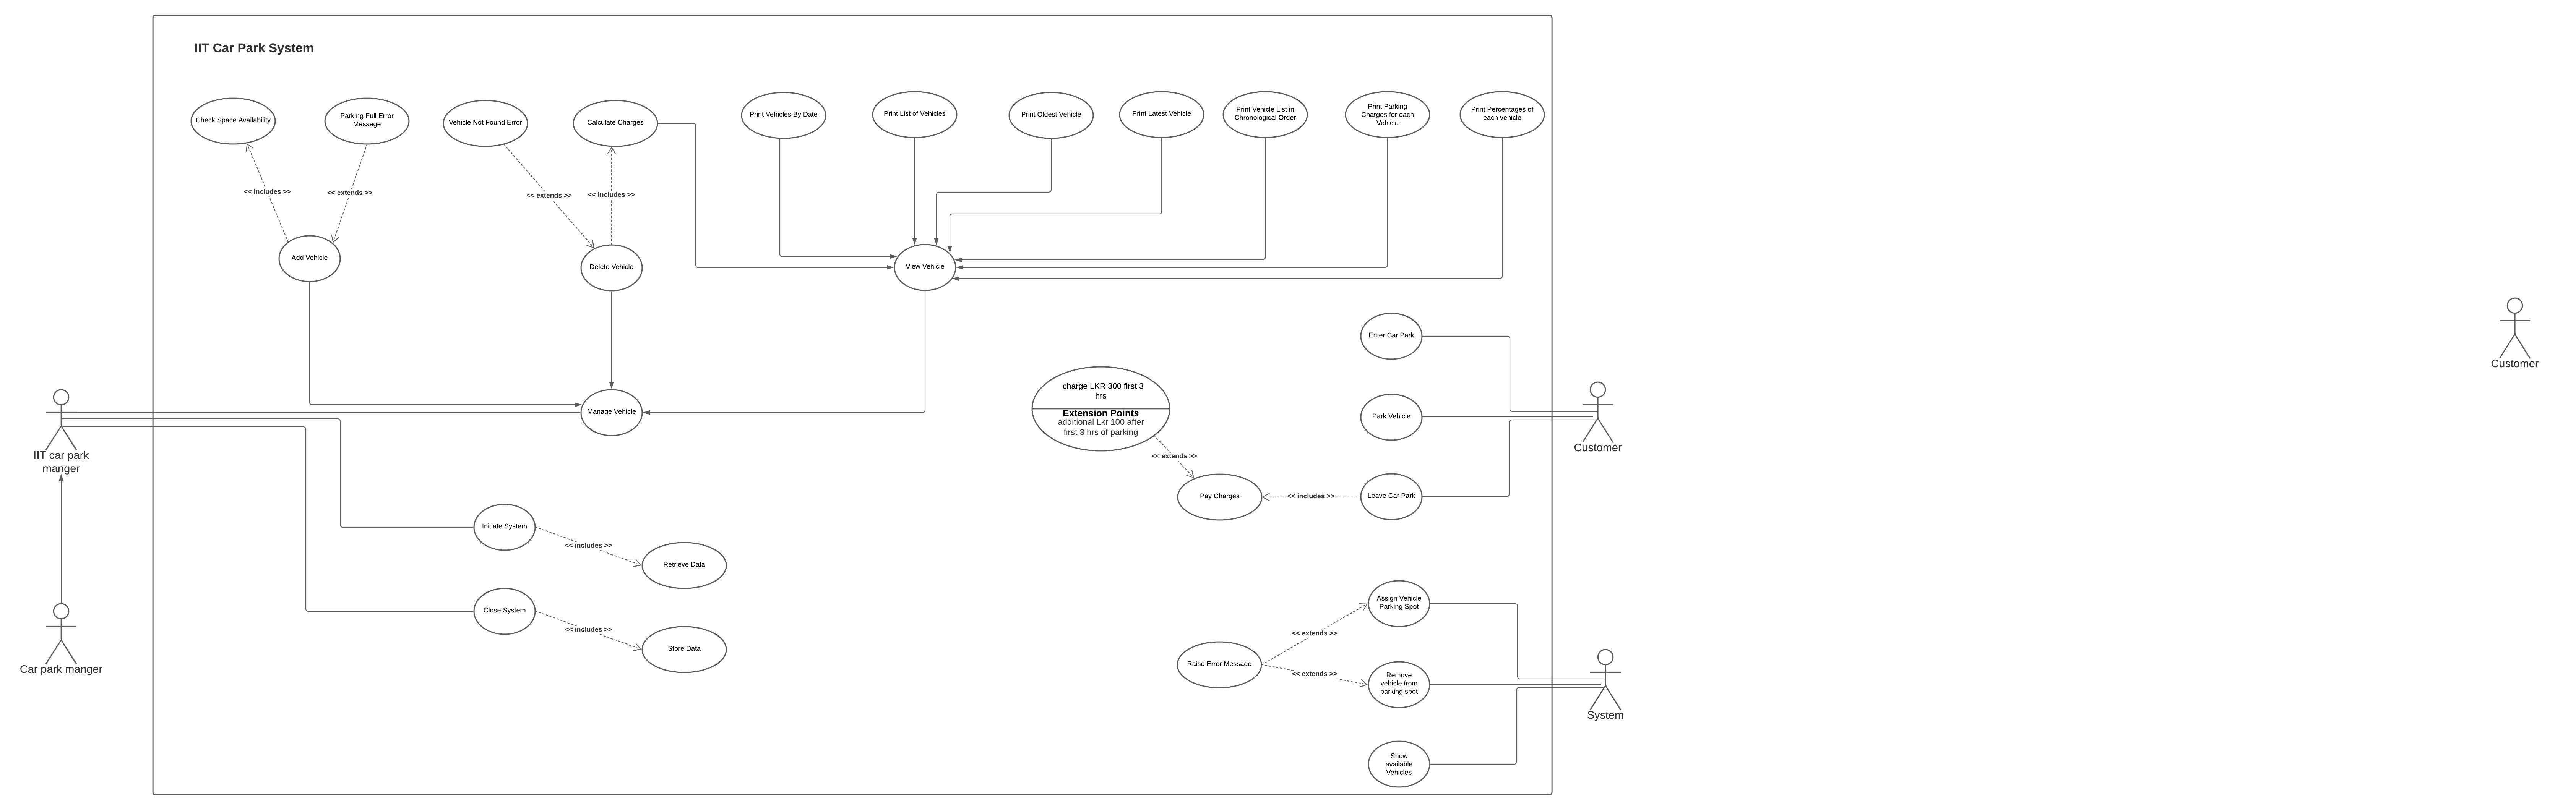 IIT Car Park System
Check Space Availability
Parking Full Error
Message
Vehicle Not Found Error
Calculate Charges
Print Vehicles By Date
Print List of Vehicles
Print Oldest Vehicle
Print Latest Vehicle
Print Vehicle List in
Chronological Order
Print Parking
Charges for each
Vehicle
Print Percentages of
each vehicle
<< includes >>
<< extends >>
<< extends >>
<< includes >>
Add Vehicle
Delete Vehicle
View Vehicle
Enter Car Park
Customer
charge LKR 300 first 3
hrs
Extension Points
additional Lkr 100 after
first 3 hrs of parking
Manage Vehicle
Park Vehicle
IIT car park
manger
Customer
<< extends >>
Pay Charges
<< includes >>
Leave Car Park
Initiate System
<< includes >>
Retrieve Data
Close System
<< includes >>
Store Data
Car park manger
Assign Vehicle
Parking Spot
<< extends >>
Raise Error Message
<< extends >>
Remove
vehicle from
parking spot
System
Show
available
Vehicles